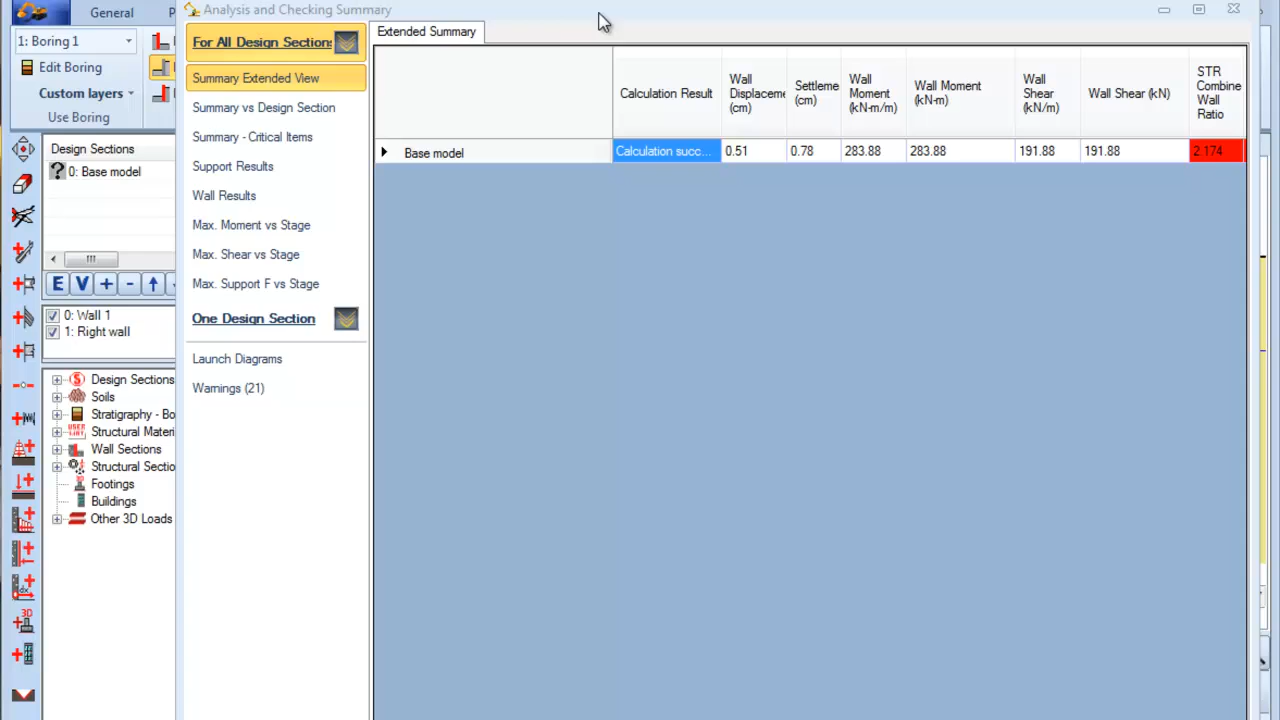 Analysis and Checking Summary
General
1: Boring 1
Edit Boring
Custom layers
Use Boring
Design Sections
0: Base model
E V + -
0: Wall 1
1: Right wall
Design Sections
Soils
Stratigraphy - Bo
Structural Materi
Wall Sections
Structural Sectio
Footings
Buildings
Other 3D Loads
For All Design Sections
Summary Extended View
Summary vs Design Section
Summary - Critical Items
Support Results
Wall Results
Max. Moment vs Stage
Max. Shear vs Stage
Max. Support F vs Stage
One Design Section
Launch Diagrams
Warnings (21)
Extended Summary
Calculation Result
Wall
Displaceme
(cm)
Settleme
(cm)
Wall
Moment
(kN-m/m)
Wall Moment
(kN-m)
Wall
Shear
(kN/m)
Wall Shear (kN)
STR
Combine
Wall
Ratio
Base model
Calculation succ...
0.51
0.78
283.88
283.88
191.88
191.88
2.174